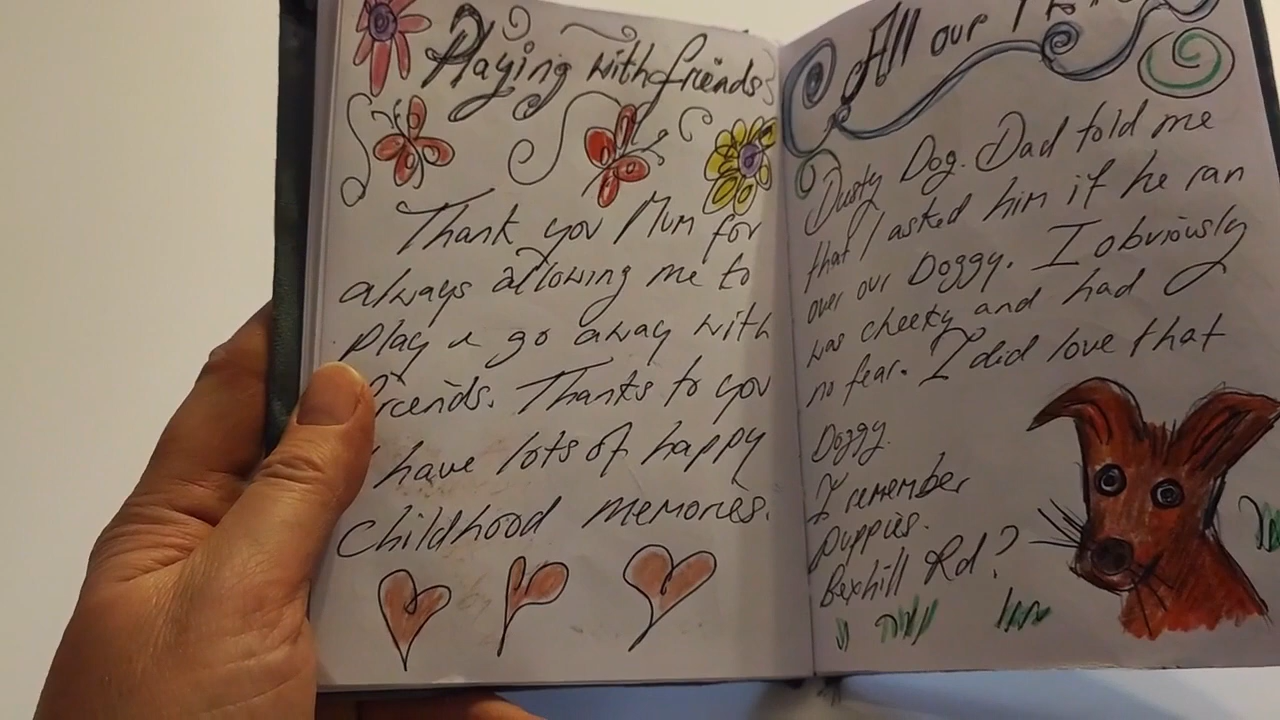 Playing with friends
Thank you Mum for
always allowing me to
play & go away with
friends. Thanks to you
I have lots of happy
Childhood memories.
All our
Dusty Dog. Dad told me
that I asked him if he ran
over our Doggy. I obviously
was cheeky and had
no fear. I did love that
Doggy.
I remember
puppies.
Bexhill Rd?